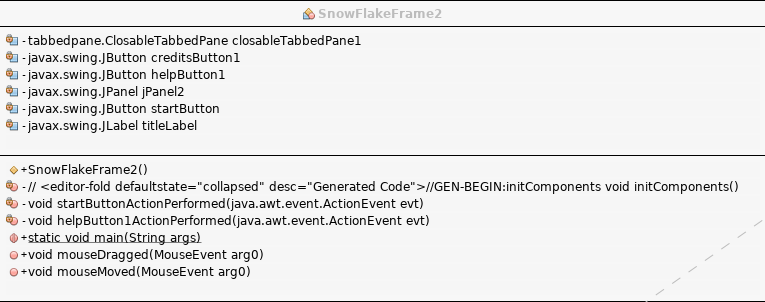 SnowFlakeFrame2
-tabbedpane.ClosableTabbedPane closableTabbedPane1
-javax.swing.JButton creditsButton1
-javax.swing.JButton helpButton1
-javax.swing.JPanel jPanel2
-javax.swing.JButton startButton
-javax.swing.JLabel titleLabel
+SnowFlakeFrame2()
-// <editor-fold defaultstate="collapsed" desc="Generated Code">//GEN-BEGIN:initComponents void initComponents()
-void startButtonActionPerformed(java.awt.event.ActionEvent evt)
-void helpButton1ActionPerformed(java.awt.event.ActionEvent evt)
+static void main(String args)
+void mouseDragged(MouseEvent arg0)
+void mouseMoved(MouseEvent arg0)